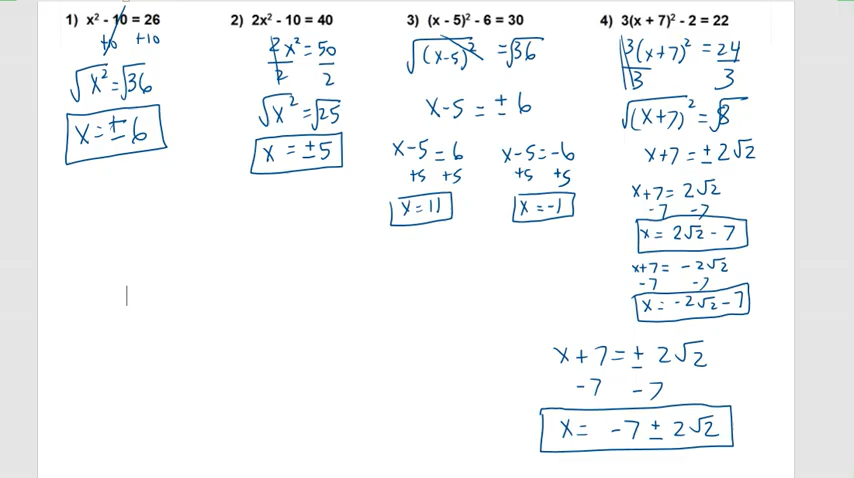 1) x² - 10 = 26
+10 +10
√x² = √36
x = ± 6
2) 2x² - 10 = 40
2x² = 50
2 2
√x² = √25
x = ±5
3) (x - 5)² - 6 = 30
√(x-5)² = √36
x-5 = ± 6
x-5 = 6 x-5 = -6
+5 +5 +5 +5
x = 11 x = -1
4) 3(x + 7)² - 2 = 22
3(x+7)² = 24
3 3
√(x+7)² = √8
x+7 = ± 2√2
x+7 = 2√2
-7 -7
x = 2√2 - 7
x+7 = -2√2
-7 -7
x = -2√2 - 7
x + 7 = ± 2√2
-7 -7
x = -7 ± 2√2